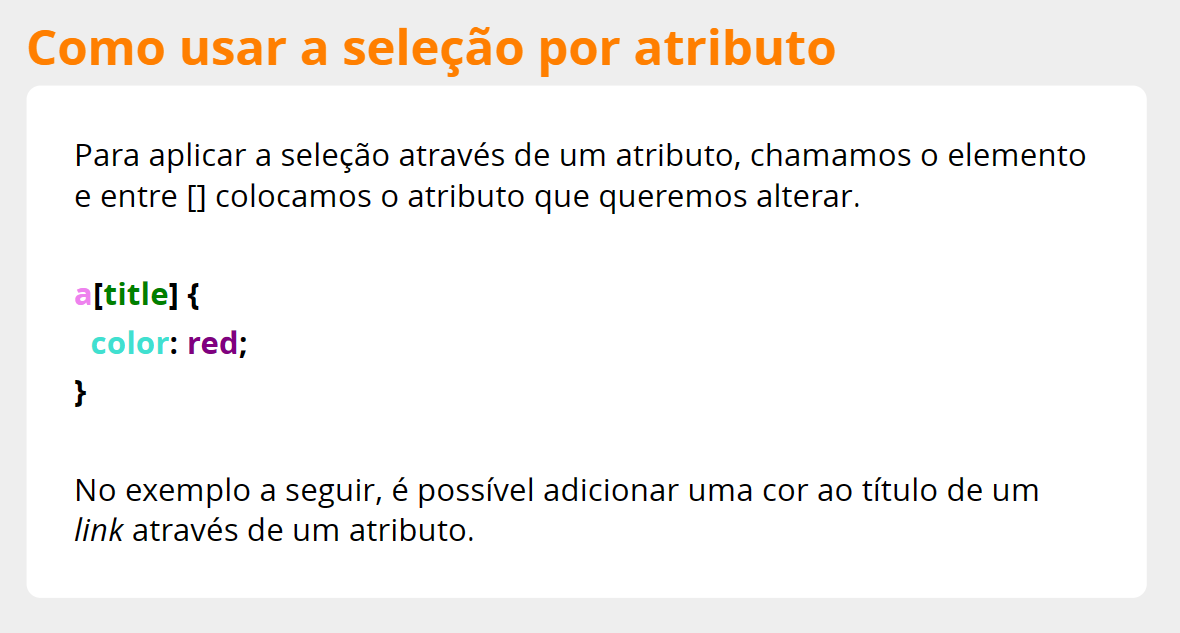 Como usar a seleção por atributo
Para aplicar a seleção através de um atributo, chamamos o elemento
e entre [] colocamos o atributo que queremos alterar.
a[title] {
color: red;
}
No exemplo a seguir, é possível adicionar uma cor ao título de um
link através de um atributo.